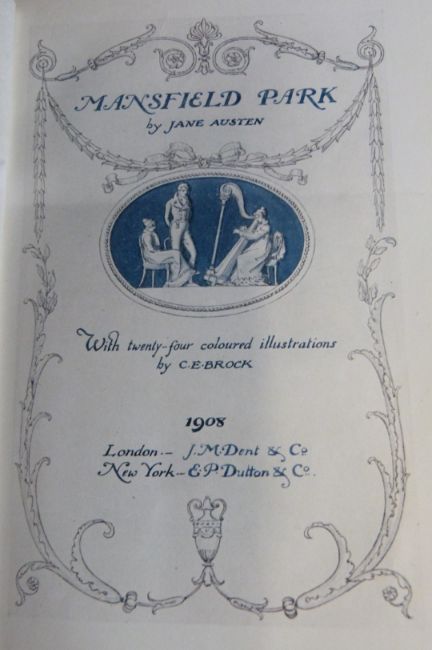 MANSFIELD PARK
by JANE AUSTEN
With twenty-four coloured illustrations
by C.E.BROCK
1908
London.— J.M.Dent & Co
New York.— E.P.Dutton & Co.